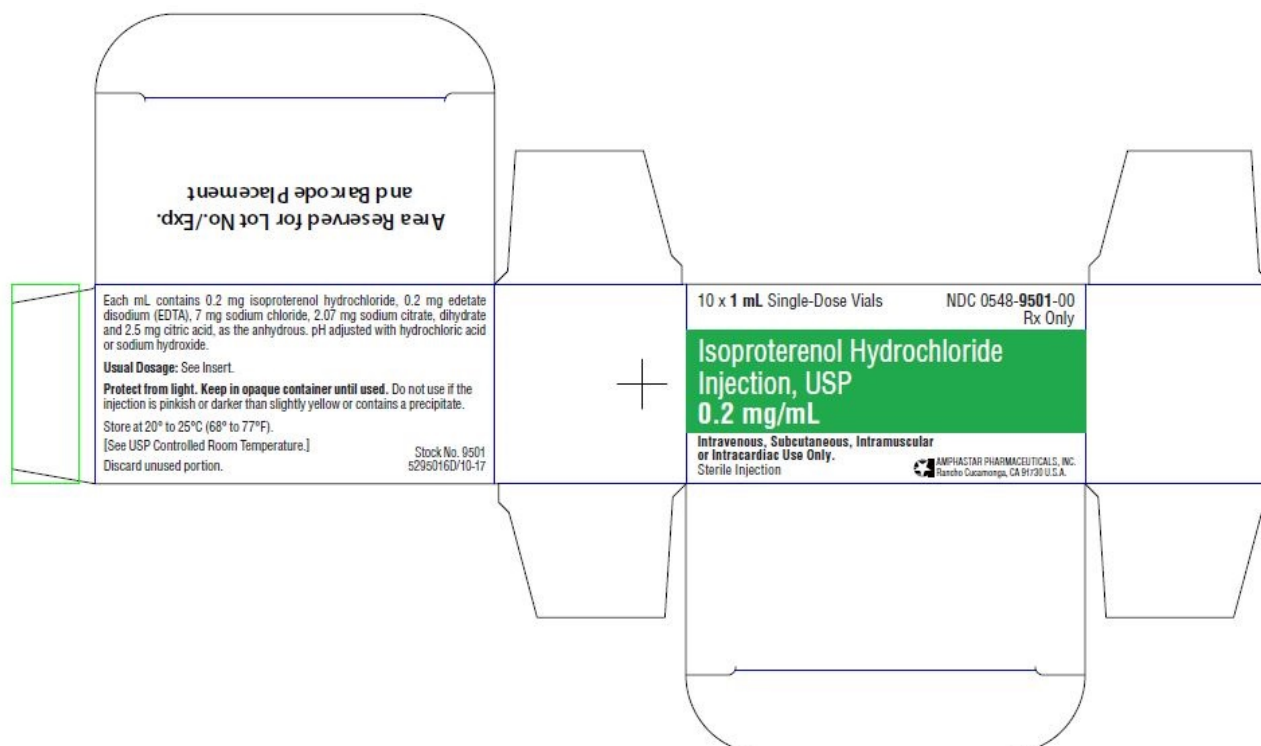 Area Reserved for Lot No./Exp.
and Barcode Placement
Each mL contains 0.2 mg isoproterenol hydrochloride, 0.2 mg edetate
disodium (EDTA), 7 mg sodium chloride, 2.07 mg sodium citrate, dihydrate
and 2.5 mg citric acid, as the anhydrous. pH adjusted with hydrochloric acid
or sodium hydroxide.
Usual Dosage: See Insert.
Protect from light. Keep in opaque container until used. Do not use if the
injection is pinkish or darker than slightly yellow or contains a precipitate.
Store at 20° to 25°C (68° to 77°F).
[See USP Controlled Room Temperature.]
Discard unused portion.
Stock No. 9501
5295016D/10-17
10 x 1 mL Single-Dose Vials
NDC 0548-9501-00
Rx Only
Isoproterenol Hydrochloride
Injection, USP
0.2 mg/mL
Intravenous, Subcutaneous, Intramuscular
or Intracardiac Use Only.
Sterile Injection
AMPHASTAR PHARMACEUTICALS, INC.
Rancho Cucamonga, CA 91730 U.S.A.